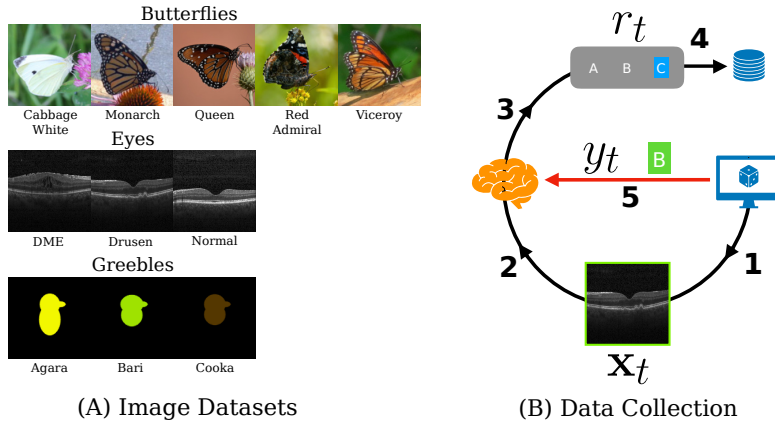 Butterflies
Cabbage White
Monarch
Queen
Red Admiral
Viceroy
Eyes
DME
Drusen
Normal
Greebles
Agara
Bari
Cooka
(A) Image Datasets
r_t
A B C
4
3
y_t
B
5
2
1
x_t
(B) Data Collection